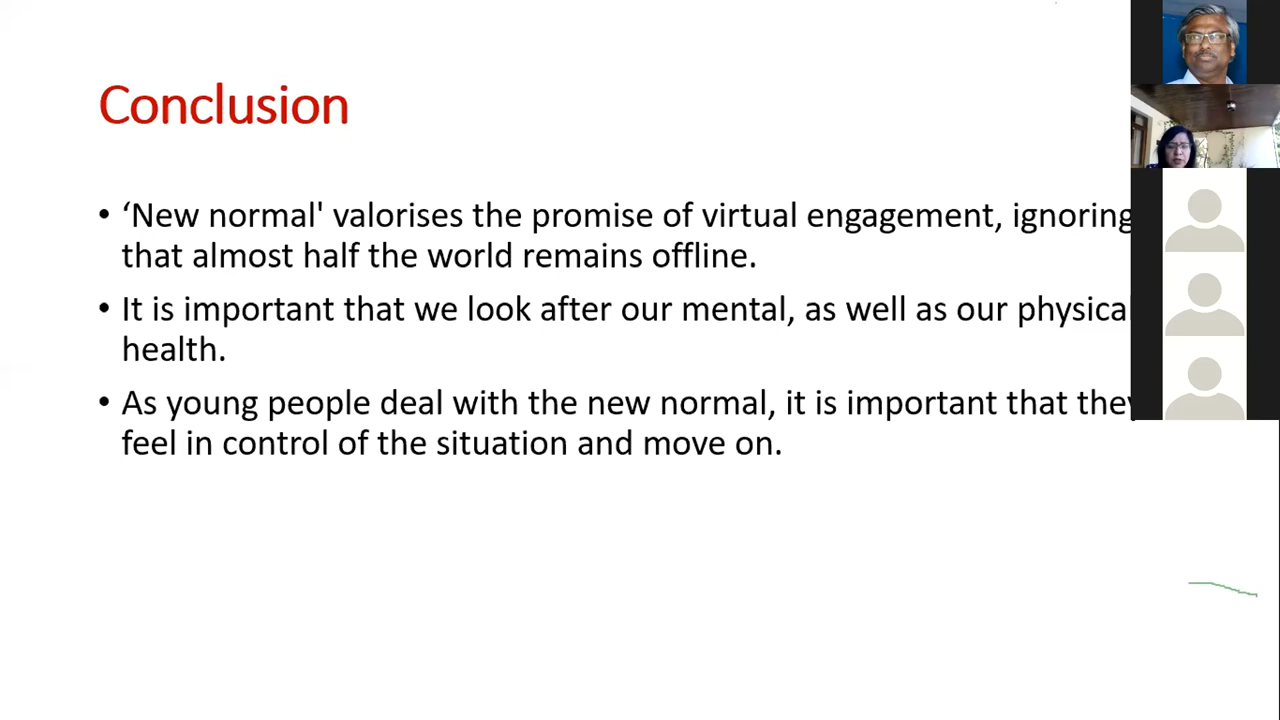 Conclusion
• ‘New normal' valorises the promise of virtual engagement, ignoring
that almost half the world remains offline.
• It is important that we look after our mental, as well as our physical
health.
• As young people deal with the new normal, it is important that they
feel in control of the situation and move on.